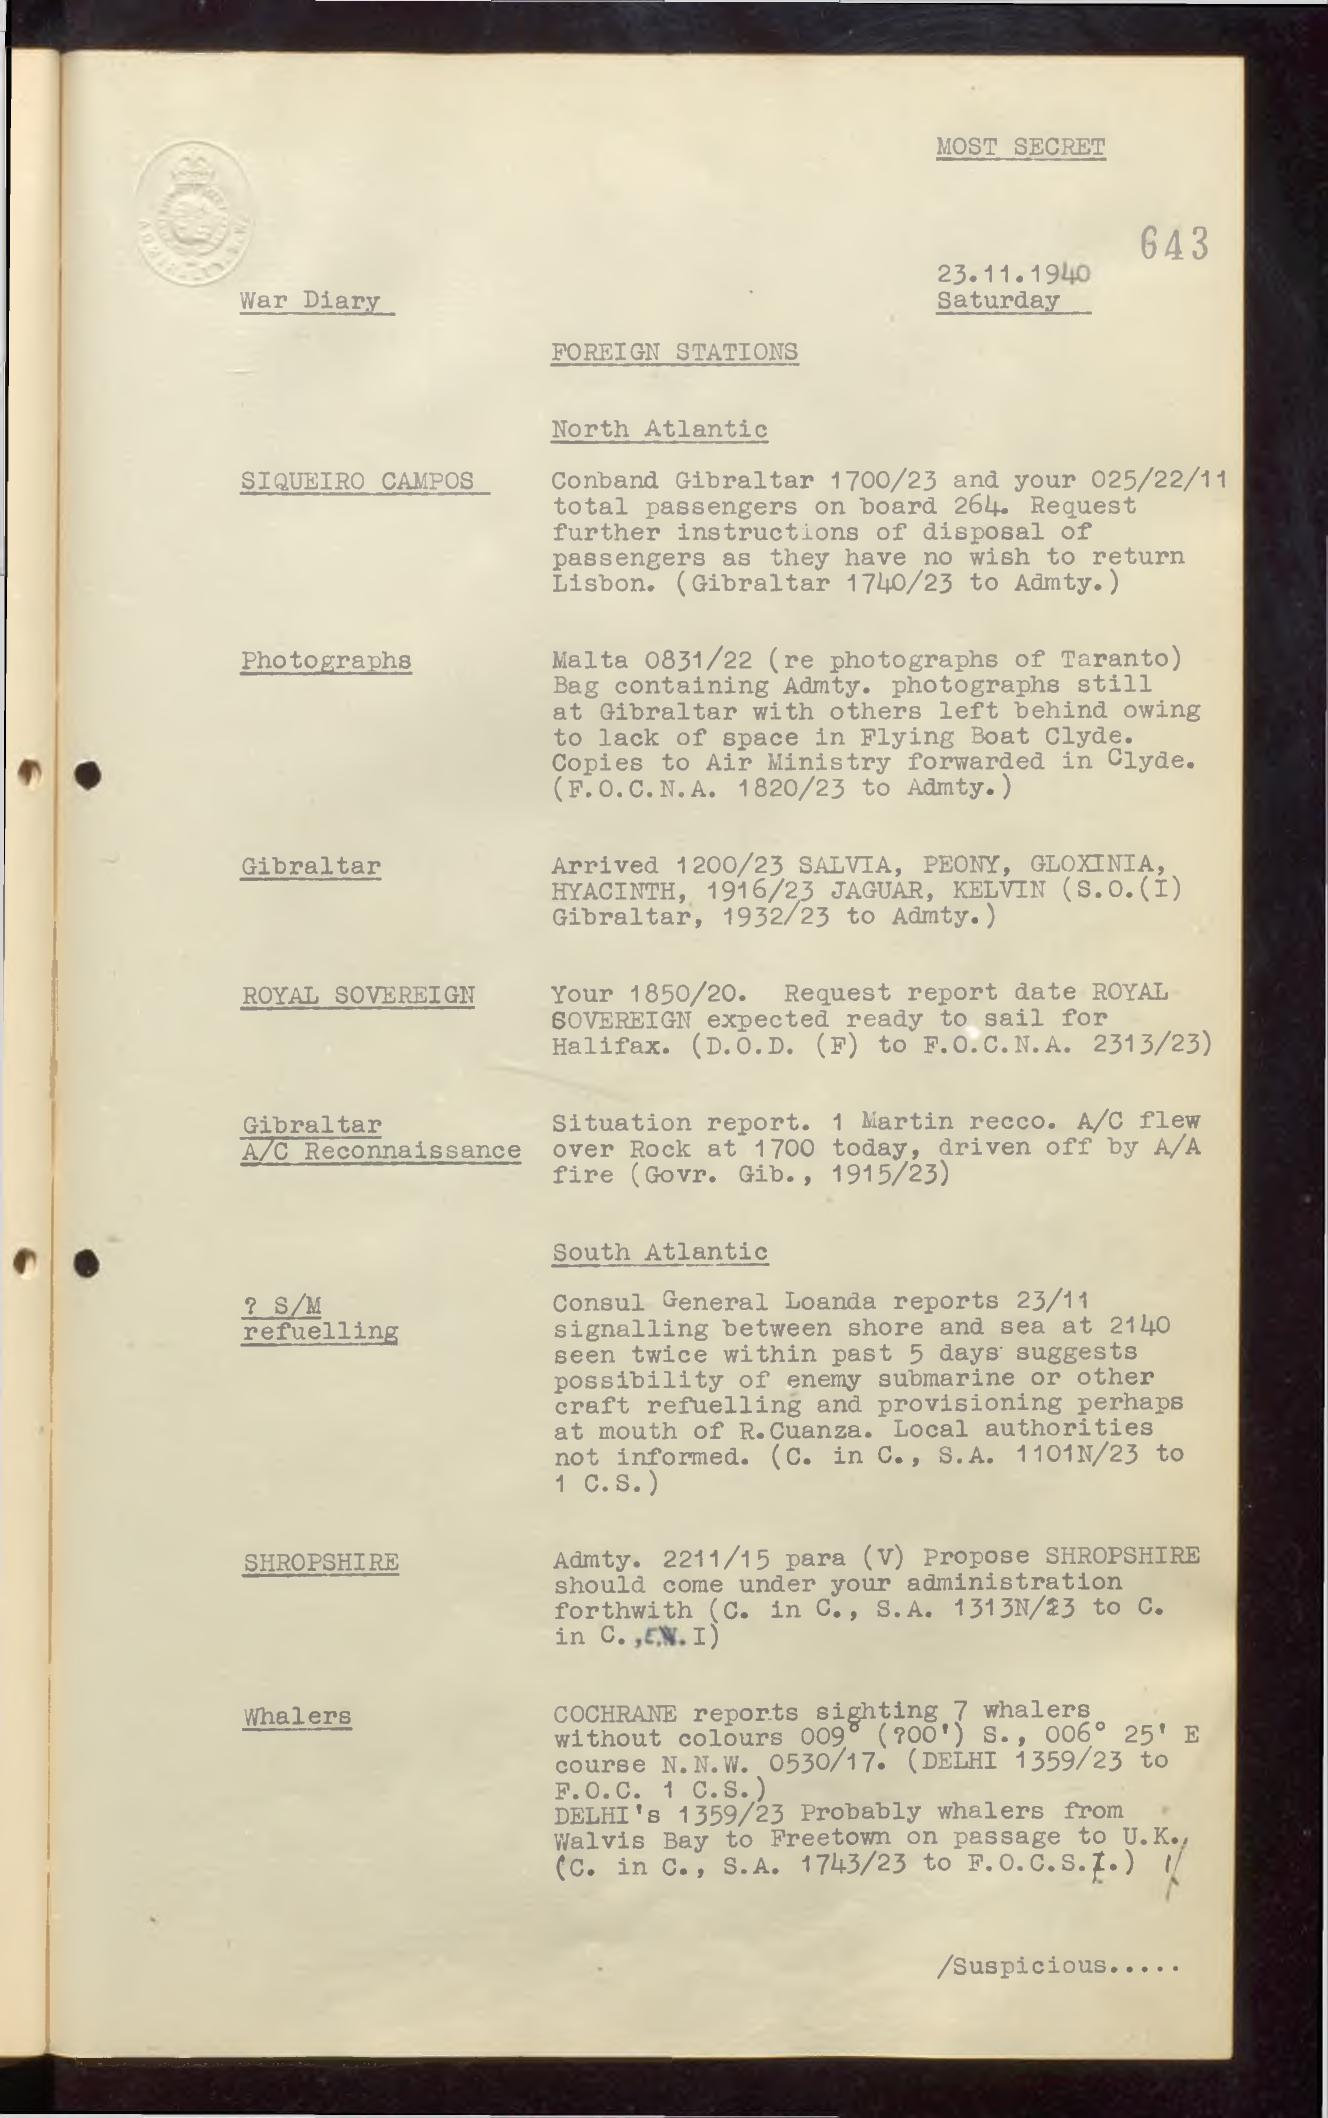 MOST SECRET
643
23.11.1940
War Diary
Saturday
FOREIGN STATIONS
North Atlantic
SIQUEIRO CAMPOS
Conband Gibraltar 1700/23 and your 025/22/11
total passengers on board 264. Request
further instructions of disposal of
passengers as they have no wish to return
Lisbon. (Gibraltar 1740/23 to Admty.)
Photographs
Malta 0831/22 (re photographs of Taranto)
Bag containing Admty. photographs still
at Gibraltar with others left behind owing
to lack of space in Flying Boat Clyde.
Copies to Air Ministry forwarded in Clyde.
(F.O.C.N.A. 1820/23 to Admty.)
Gibraltar
Arrived 1200/23 SALVIA, PEONY, GLOXINIA,
HYACINTH, 1916/23 JAGUAR, KELVIN (S.O.(I)
Gibraltar, 1932/23 to Admty.)
ROYAL SOVEREIGN
Your 1850/20. Request report date ROYAL
SOVEREIGN expected ready to sail for
Halifax. (D.O.D. (F) to F.O.C.N.A. 2313/23)
Gibraltar
A/C Reconnaissance
Situation report. 1 Martin recco. A/C flew
over Rock at 1700 today, driven off by A/A
fire (Govr. Gib., 1915/23)
South Atlantic
? S/M
refuelling
Consul General Loanda reports 23/11
signalling between shore and sea at 2140
seen twice within past 5 days suggests
possibility of enemy submarine or other
craft refuelling and provisioning perhaps
at mouth of R.Cuanza. Local authorities
not informed. (C. in C., S.A. 1101N/23 to
1 C.S.)
SHROPSHIRE
Admty. 2211/15 para (V) Propose SHROPSHIRE
should come under your administration
forthwith (C. in C., S.A. 1313N/23 to C.
in C., E.W. I)
Whalers
COCHRANE reports sighting 7 whalers
without colours 009° (?00') S., 006° 25' E
course N.N.W. 0530/17. (DELHI 1359/23 to
F.O.C. 1 C.S.)
DELHI's 1359/23 Probably whalers from
Walvis Bay to Freetown on passage to U.K.,
(C. in C., S.A. 1743/23 to F.O.C.S.1.)
/Suspicious.....